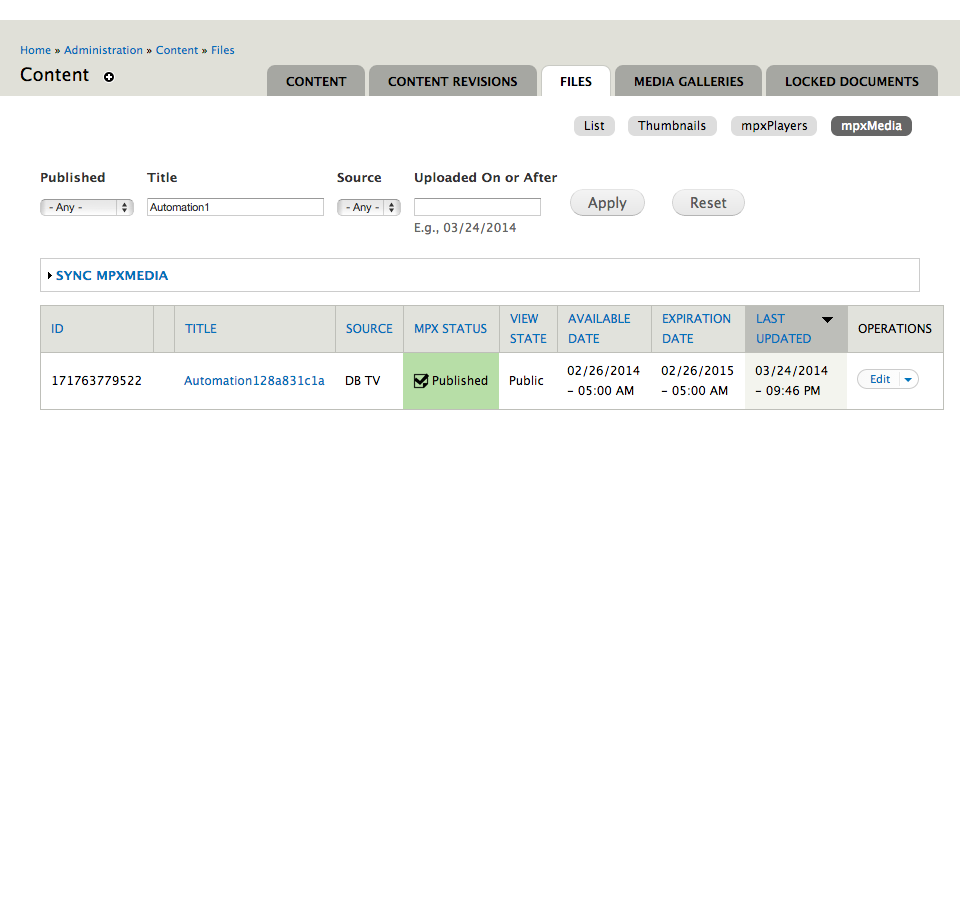 Home » Administration » Content » Files
Content
CONTENT CONTENT REVISIONS FILES MEDIA GALLERIES LOCKED DOCUMENTS
List Thumbnails mpxPlayers mpxMedia
Published Title Source Uploaded On or After
- Any - Automation1 - Any - Apply Reset
E.g., 03/24/2014
SYNC MPXMEDIA
ID TITLE SOURCE MPX STATUS VIEW STATE AVAILABLE DATE EXPIRATION DATE LAST UPDATED OPERATIONS
171763779522 Automation128a831c1a DB TV Published Public 02/26/2014 – 05:00 AM 02/26/2015 – 05:00 AM 03/24/2014 – 09:46 PM Edit